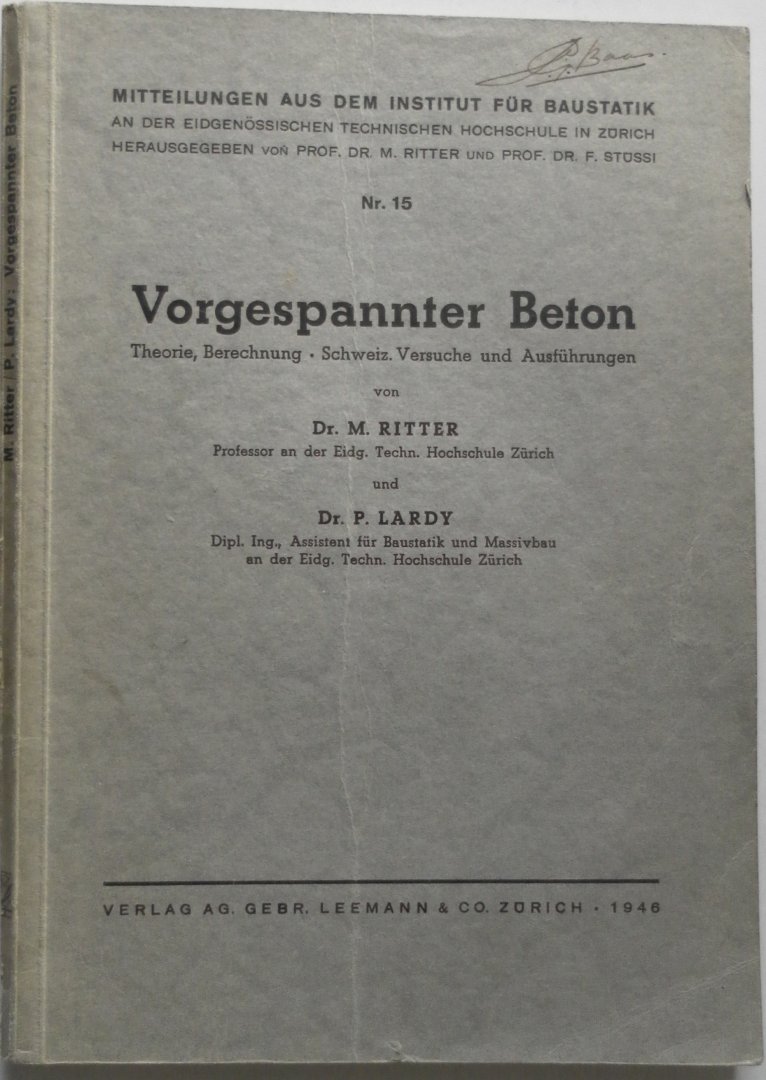 Baas.
MITTEILUNGEN AUS DEM INSTITUT FÜR BAUSTATIK
AN DER EIDGENÖSSISCHEN TECHNISCHEN HOCHSCHULE IN ZÜRICH
HERAUSGEGEBEN VON PROF. DR. M. RITTER UND PROF. DR. F. STÜSSI
Nr. 15
Vorgespannter Beton
Theorie, Berechnung • Schweiz. Versuche und Ausführungen
von
Dr. M. RITTER
Professor an der Eidg. Techn. Hochschule Zürich
und
Dr. P. LARDY
Dipl. Ing., Assistent für Baustatik und Massivbau
an der Eidg. Techn. Hochschule Zürich
VERLAG AG. GEBR. LEEMANN & CO. ZÜRICH • 1946
M. Ritter / P. Lardy: Vorgespannter Beton